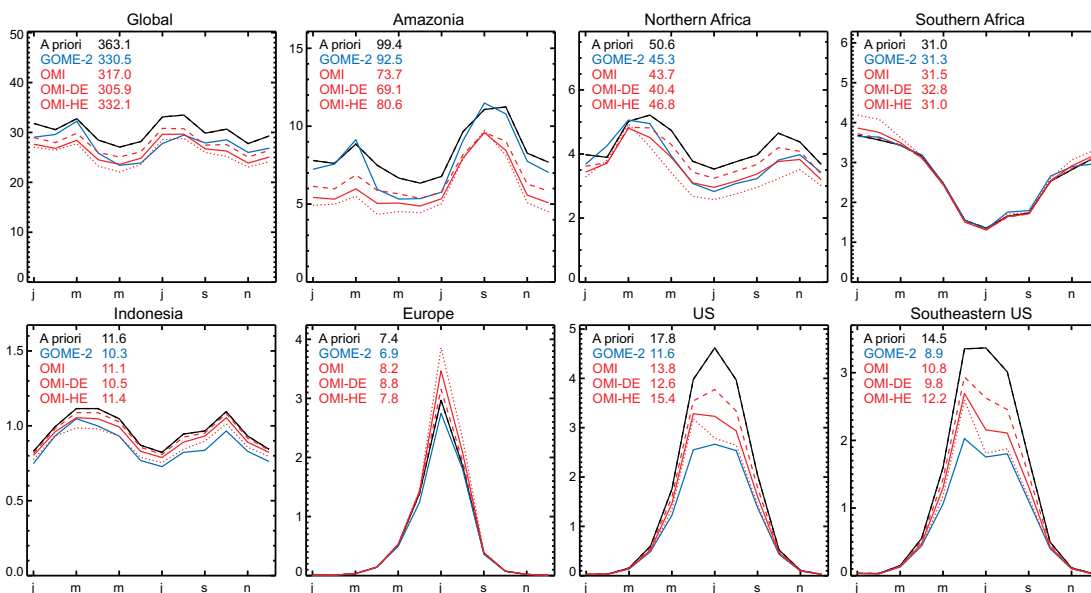 Global
50
40
30
20
10
0
A priori 363.1
GOME-2 330.5
OMI 317.0
OMI-DE 305.9
OMI-HE 332.1
j m m j s n
Amazonia
15
10
5
0
A priori 99.4
GOME-2 92.5
OMI 73.7
OMI-DE 69.1
OMI-HE 80.6
j m m j s n
Northern Africa
6
4
2
0
A priori 50.6
GOME-2 45.3
OMI 43.7
OMI-DE 40.4
OMI-HE 46.8
j m m j s n
Southern Africa
6
5
4
3
2
1
0
A priori 31.0
GOME-2 31.3
OMI 31.5
OMI-DE 32.8
OMI-HE 31.0
j m m j s n
Indonesia
1.5
1.0
0.5
0.0
A priori 11.6
GOME-2 10.3
OMI 11.1
OMI-DE 10.5
OMI-HE 11.4
j m m j s n
Europe
4
3
2
1
0
A priori 7.4
GOME-2 6.9
OMI 8.2
OMI-DE 8.8
OMI-HE 7.8
j m m j s n
US
5
4
3
2
1
0
A priori 17.8
GOME-2 11.6
OMI 13.8
OMI-DE 12.6
OMI-HE 15.4
j m m j s n
Southeastern US
3
2
1
0
A priori 14.5
GOME-2 8.9
OMI 10.8
OMI-DE 9.8
OMI-HE 12.2
j m m j s n